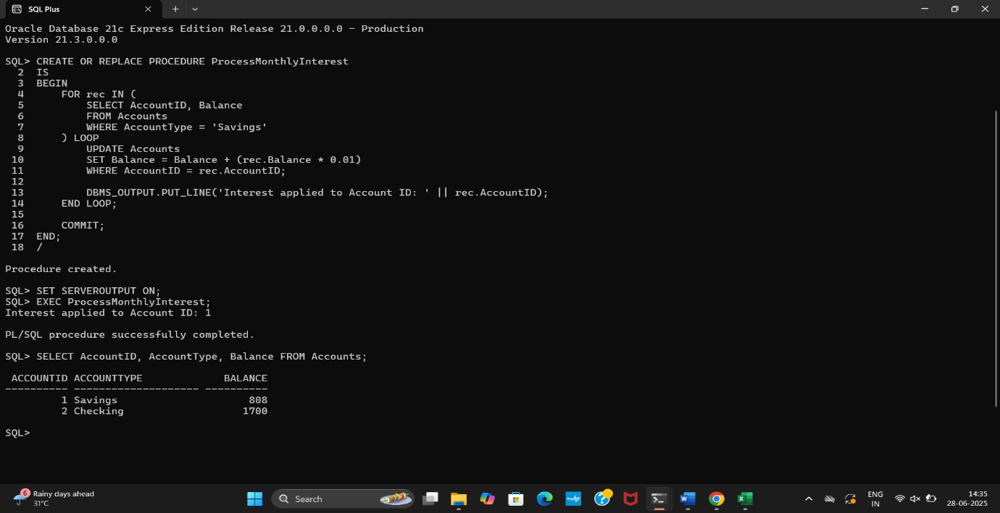 SQL Plus
Oracle Database 21c Express Edition Release 21.0.0.0.0 - Production
Version 21.3.0.0.0
SQL> CREATE OR REPLACE PROCEDURE ProcessMonthlyInterest
  2  IS
  3  BEGIN
  4      FOR rec IN (
  5          SELECT AccountID, Balance
  6          FROM Accounts
  7          WHERE AccountType = 'Savings'
  8      ) LOOP
  9          UPDATE Accounts
 10          SET Balance = Balance + (rec.Balance * 0.01)
 11          WHERE AccountID = rec.AccountID;
 12
 13          DBMS_OUTPUT.PUT_LINE('Interest applied to Account ID: ' || rec.AccountID);
 14      END LOOP;
 15
 16      COMMIT;
 17  END;
 18  /
Procedure created.
SQL> SET SERVEROUTPUT ON;
SQL> EXEC ProcessMonthlyInterest;
Interest applied to Account ID: 1
PL/SQL procedure successfully completed.
SQL> SELECT AccountID, AccountType, Balance FROM Accounts;
 ACCOUNTID ACCOUNTTYPE             BALANCE
---------- -------------------- ----------
         1 Savings                     808
         2 Checking                   1700
SQL>
6
Rainy days ahead
31°C
Search
myhp
ENG
IN
14:35
28-06-2025